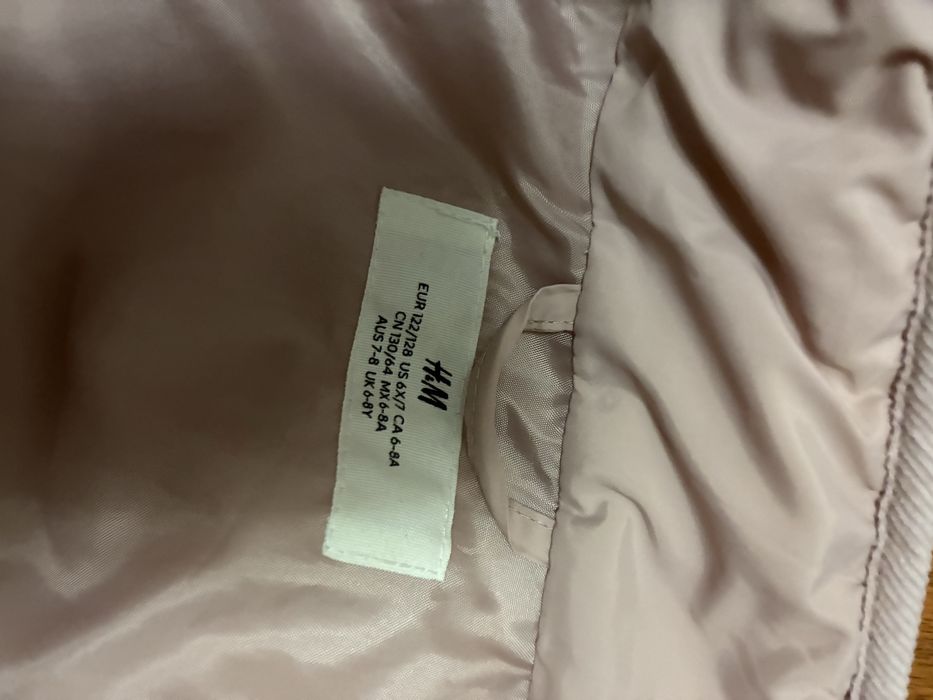 H&M
EUR 122/128 US 6X/7 CA 6-8A
CN 130/64 MX 6-8A
AUS 7-8 UK 6-8Y